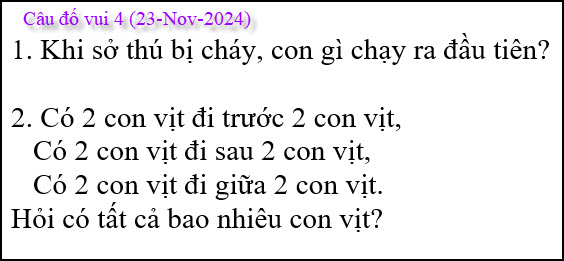 Câu đố vui 4 (23-Nov-2024)
1. Khi sở thú bị cháy, con gì chạy ra đầu tiên?
2. Có 2 con vịt đi trước 2 con vịt,
Có 2 con vịt đi sau 2 con vịt,
Có 2 con vịt đi giữa 2 con vịt.
Hỏi có tất cả bao nhiêu con vịt?